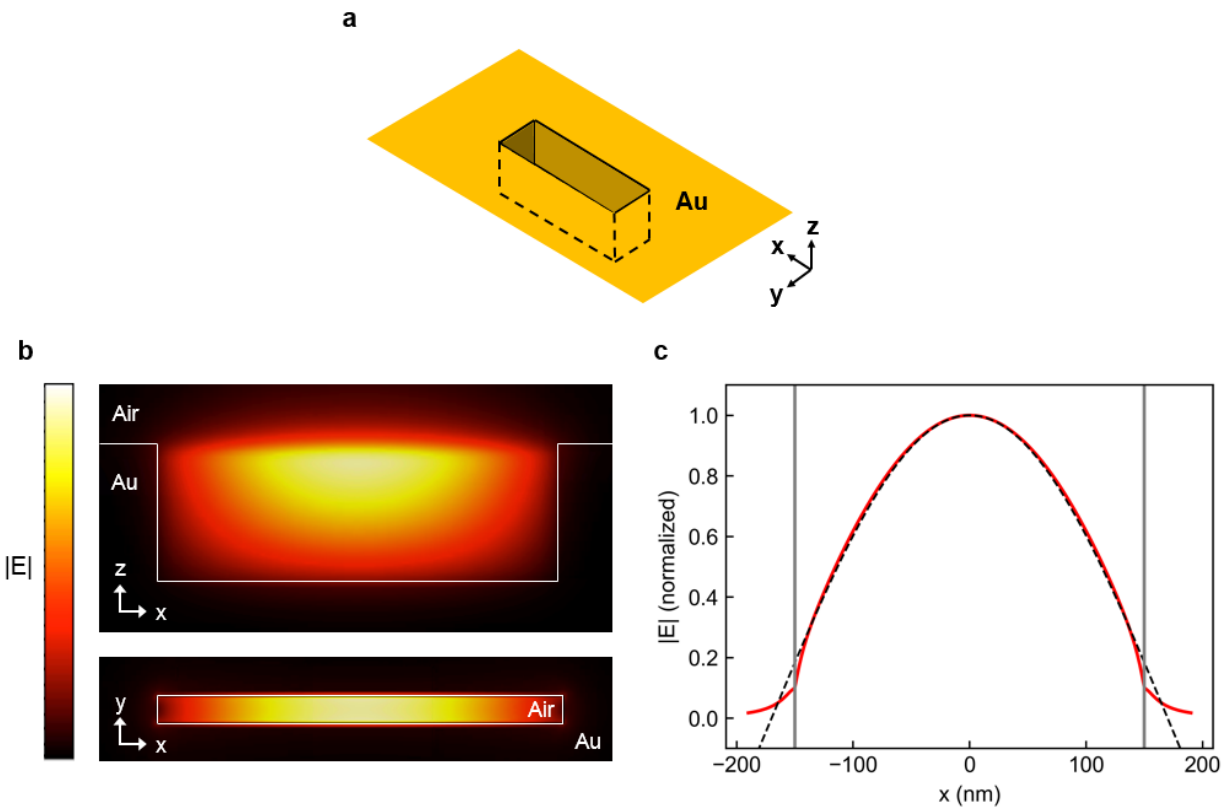 a
Au
z
x
y
b
c
Air
Au
|E|
z
x
y
x
Air
Au
|E| (normalized)
1.0
0.8
0.6
0.4
0.2
0.0
−200
−100
0
100
200
x (nm)